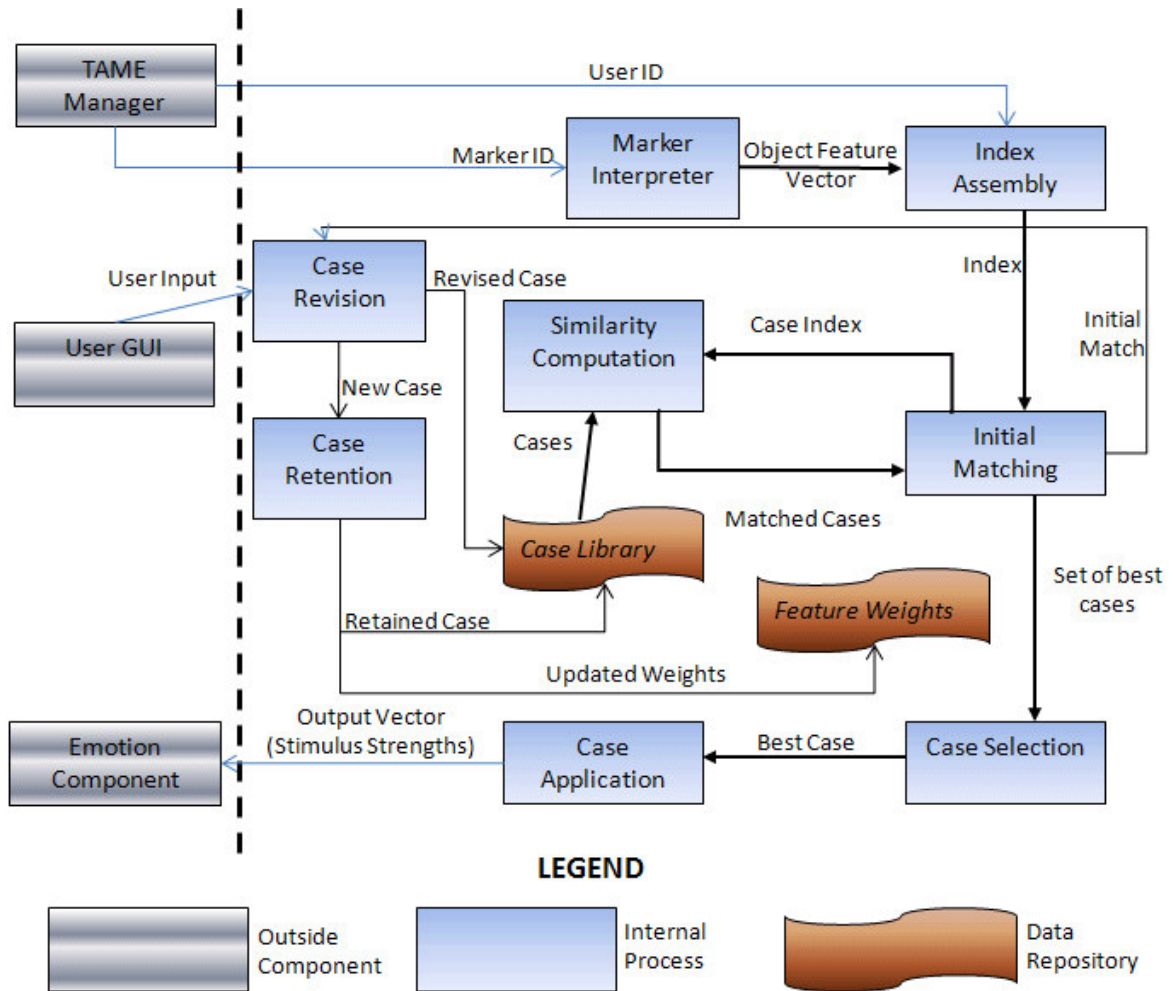 TAME
Manager
User ID
Marker ID
Marker
Interpreter
Object Feature
Vector
Index
Assembly
User Input
Case
Revision
Revised Case
Index
Initial
Match
User GUI
Similarity
Computation
Case Index
New Case
Case
Retention
Cases
Initial
Matching
Case Library
Matched Cases
Set of best
cases
Feature Weights
Retained Case
Updated Weights
Emotion
Component
Output Vector
(Stimulus Strengths)
Case
Application
Best Case
Case Selection
LEGEND
Outside
Component
Internal
Process
Data
Repository